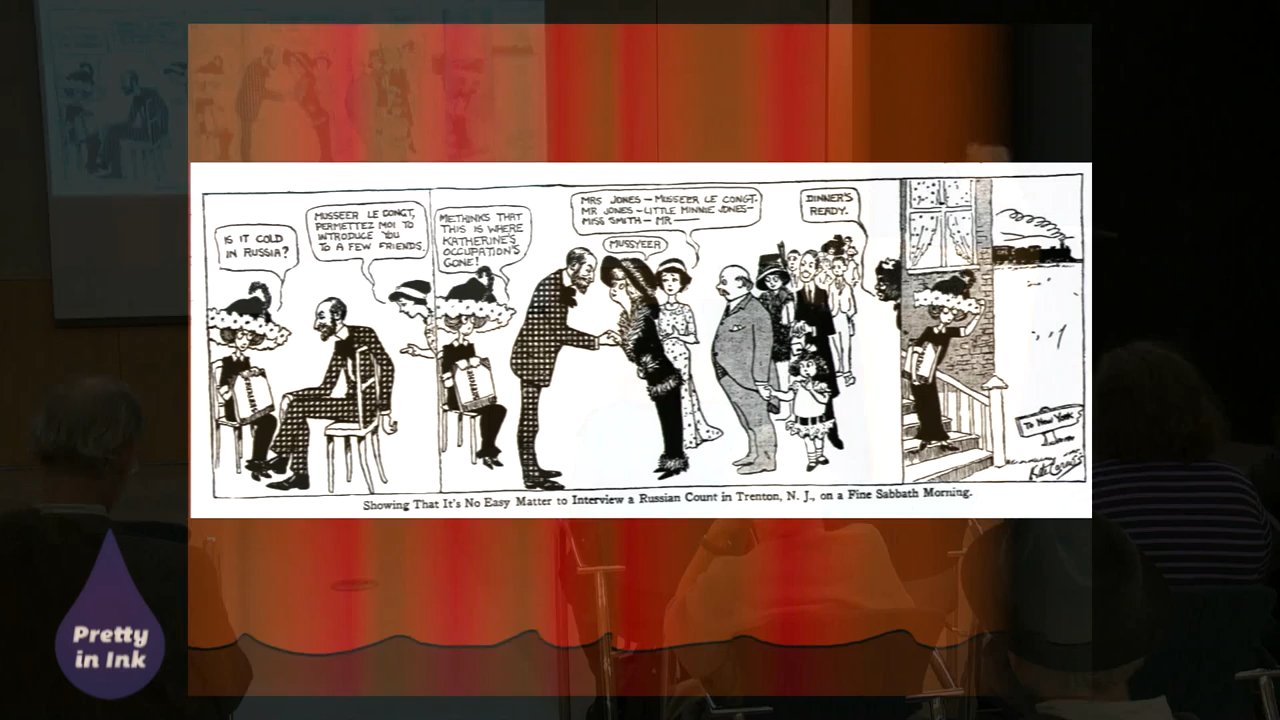 IS IT COLD
IN RUSSIA?
MUSSEER LE CONGT,
PERMETTEZ MOI TO
INTRODUCE YOU
TO A FEW FRIENDS.
METHINKS THAT
THIS IS WHERE
KATHERINE'S
OCCUPATION'S
GONE!
MRS JONES - MUSSEER LE CONGT.
MR JONES - LITTLE MINNIE JONES-
MISS SMITH - MR
MUSSYEER
DINNER'S
READY.
TO New York
Showing That It's No Easy Matter to Interview a Russian Count in Trenton, N. J., on a Fine Sabbath Morning.
Pretty
in Ink